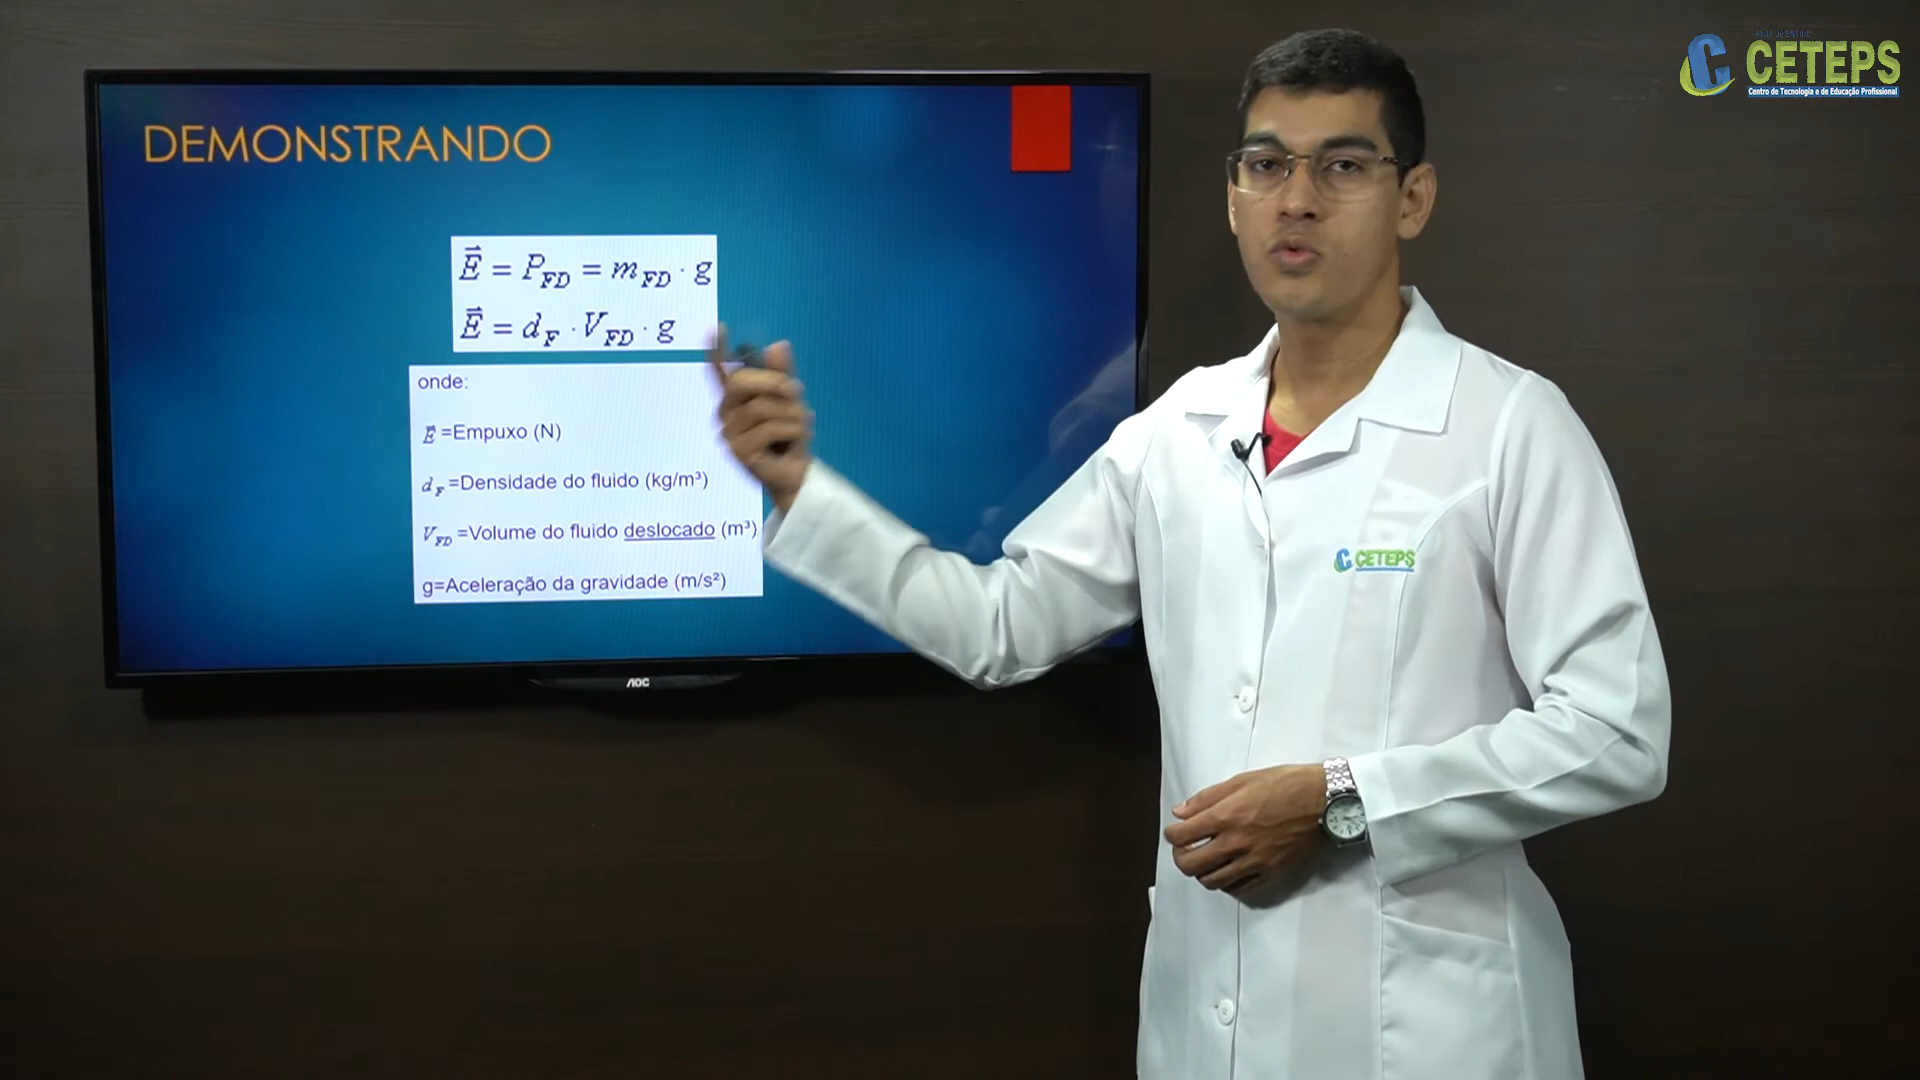 CETEPS
Centro de Tecnologia e de Educação Profissional
DEMONSTRANDO
E⃗ = P_FD = m_FD · g
E⃗ = d_F · V_FD · g
onde:
E⃗ =Empuxo (N)
d_F =Densidade do fluido (kg/m³)
V_FD =Volume do fluido deslocado (m³)
g=Aceleração da gravidade (m/s²)
AOC
CETEPS